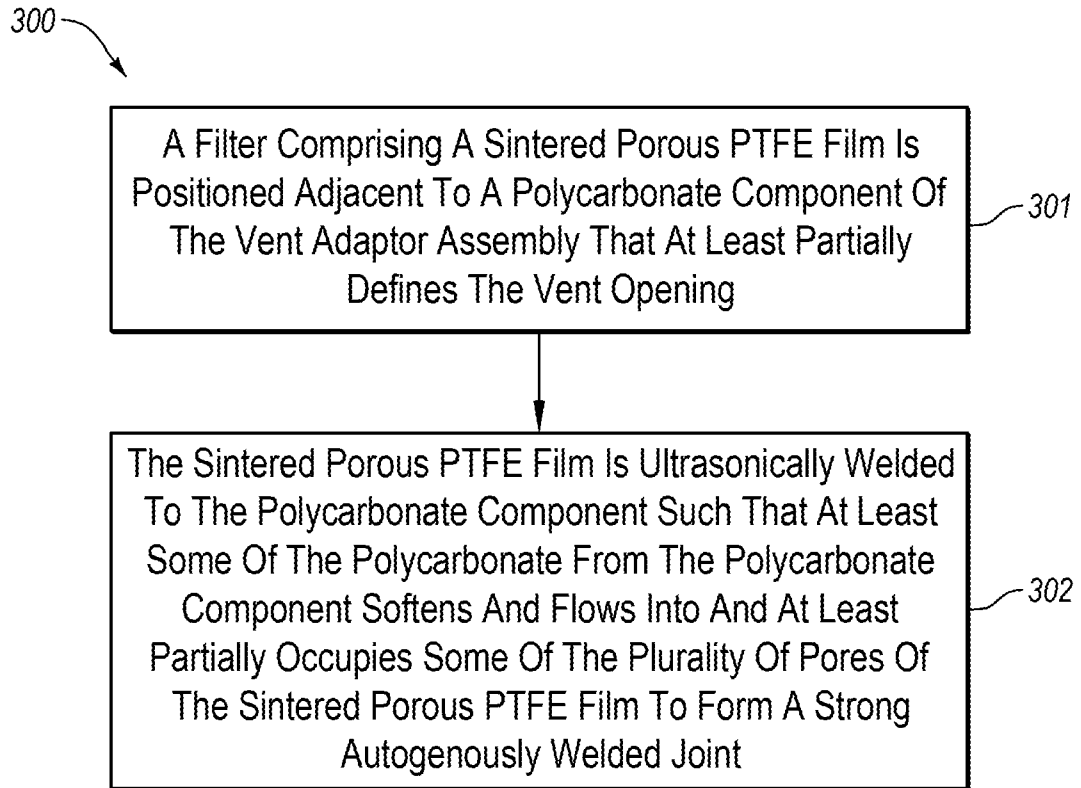 300
A Filter Comprising A Sintered Porous PTFE Film Is
Positioned Adjacent To A Polycarbonate Component Of
The Vent Adaptor Assembly That At Least Partially
Defines The Vent Opening
301
The Sintered Porous PTFE Film Is Ultrasonically Welded
To The Polycarbonate Component Such That At Least
Some Of The Polycarbonate From The Polycarbonate
Component Softens And Flows Into And At Least
Partially Occupies Some Of The Plurality Of Pores Of
The Sintered Porous PTFE Film To Form A Strong
Autogenously Welded Joint
302